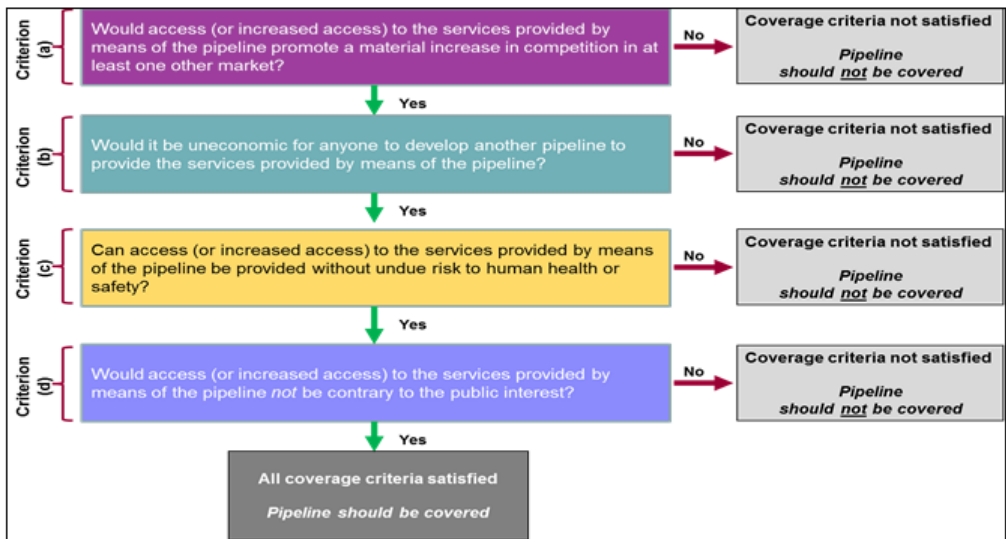 Criterion
(a)
Would access (or increased access) to the services provided by
means of the pipeline promote a material increase in competition in at
least one other market?
No
Coverage criteria not satisfied
Pipeline
should not be covered
Yes
Criterion
(b)
Would it be uneconomic for anyone to develop another pipeline to
provide the services provided by means of the pipeline?
No
Coverage criteria not satisfied
Pipeline
should not be covered
Yes
Criterion
(c)
Can access (or increased access) to the services provided by means
of the pipeline be provided without undue risk to human health or
safety?
No
Coverage criteria not satisfied
Pipeline
should not be covered
Yes
Criterion
(d)
Would access (or increased access) to the services provided by
means of the pipeline not be contrary to the public interest?
No
Coverage criteria not satisfied
Pipeline
should not be covered
Yes
All coverage criteria satisfied
Pipeline should be covered